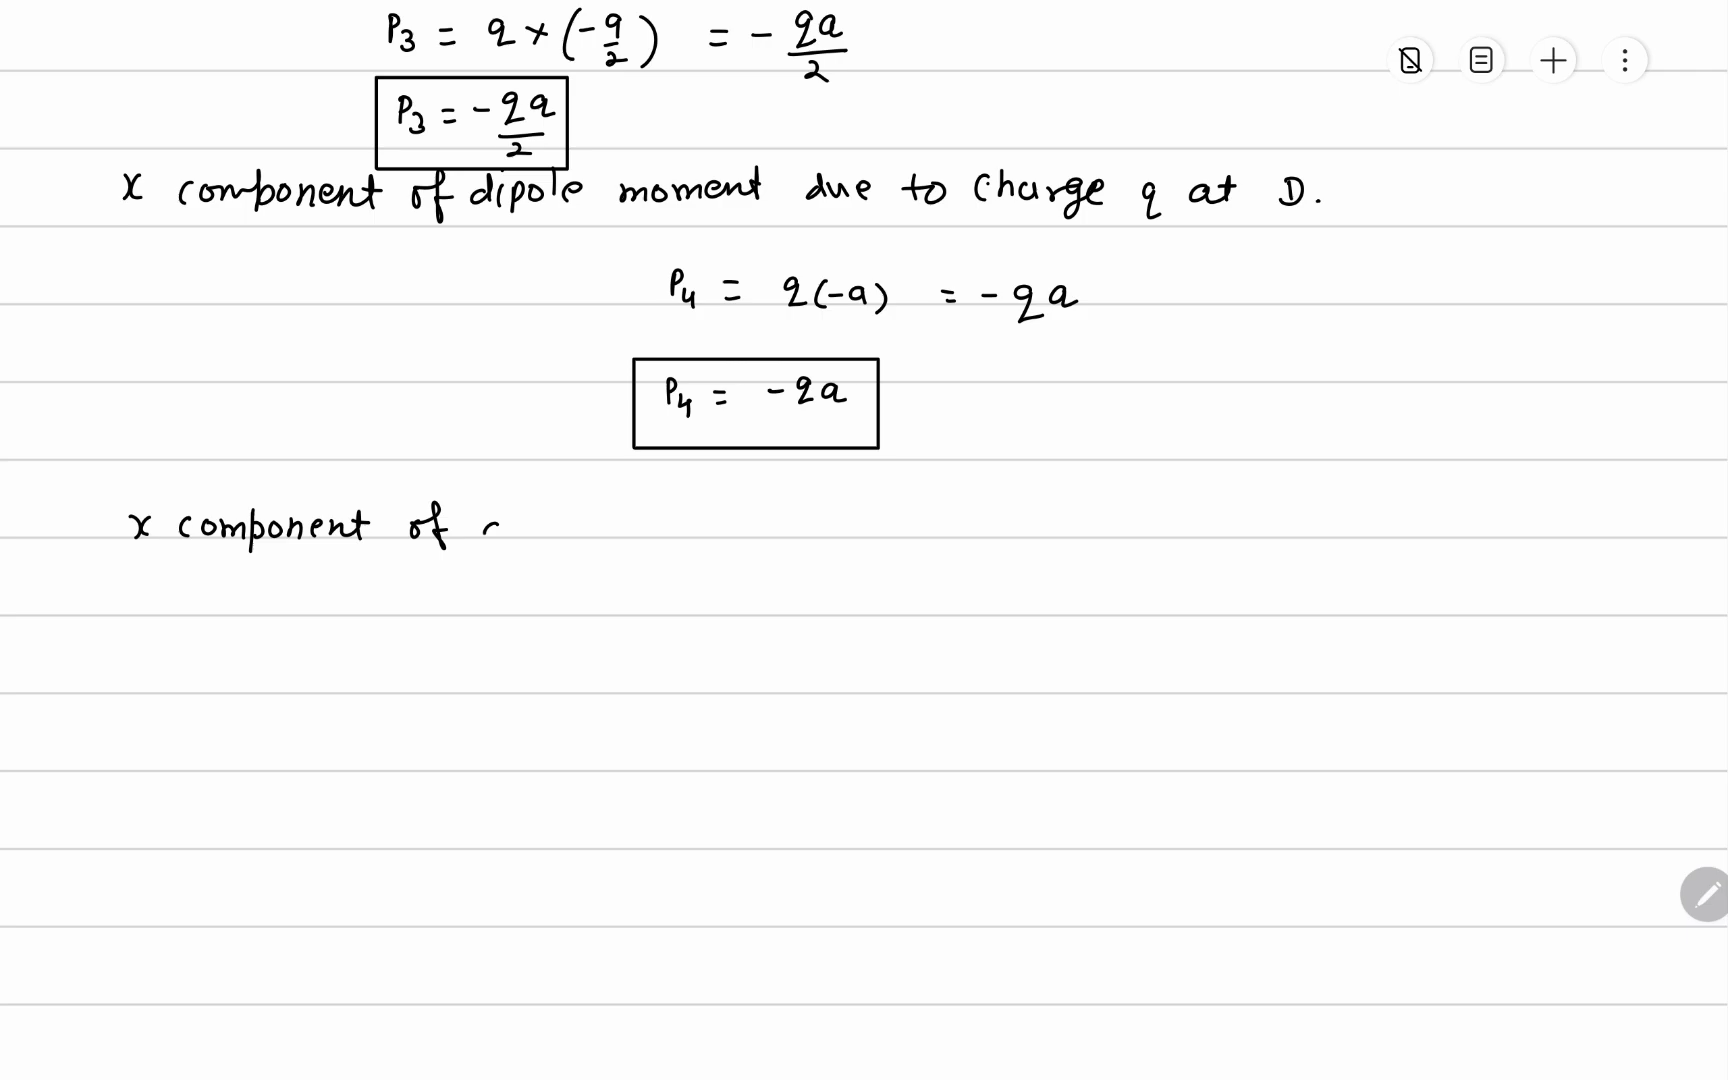 P₃ = q × (-a/2) = - qa/2
P₃ = - qa/2
x component of dipole moment due to Charge q at D.
P₄ = q(-a) = - qa
P₄ = - qa
x component of